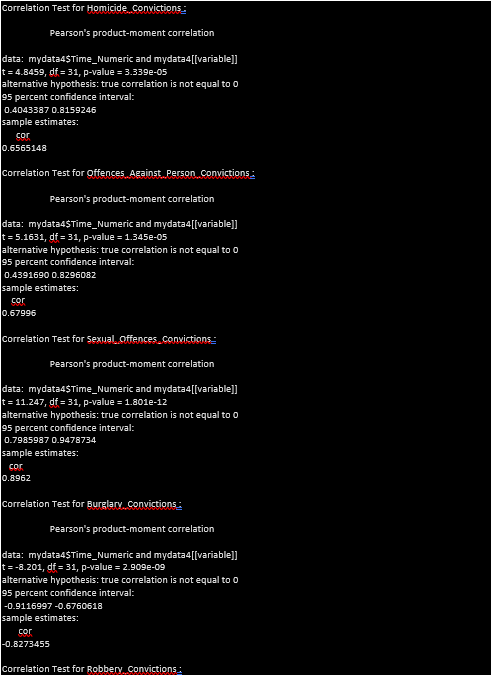 Correlation Test for Homicide_Convictions :
Pearson's product-moment correlation
data:  mydata4$Time_Numeric and mydata4[[variable]]
t = 4.8459, df = 31, p-value = 3.339e-05
alternative hypothesis: true correlation is not equal to 0
95 percent confidence interval:
0.4043387 0.8159246
sample estimates:
cor
0.6565148
Correlation Test for Offences_Against_Person_Convictions :
Pearson's product-moment correlation
data:  mydata4$Time_Numeric and mydata4[[variable]]
t = 5.1631, df = 31, p-value = 1.345e-05
alternative hypothesis: true correlation is not equal to 0
95 percent confidence interval:
0.4391690 0.8296082
sample estimates:
cor
0.67996
Correlation Test for Sexual_Offences_Convictions :
Pearson's product-moment correlation
data:  mydata4$Time_Numeric and mydata4[[variable]]
t = 11.247, df = 31, p-value = 1.801e-12
alternative hypothesis: true correlation is not equal to 0
95 percent confidence interval:
0.7985987 0.9478734
sample estimates:
cor
0.8962
Correlation Test for Burglary_Convictions :
Pearson's product-moment correlation
data:  mydata4$Time_Numeric and mydata4[[variable]]
t = -8.201, df = 31, p-value = 2.909e-09
alternative hypothesis: true correlation is not equal to 0
95 percent confidence interval:
-0.9116997 -0.6760618
sample estimates:
cor
-0.8273455
Correlation Test for Robbery_Convictions :